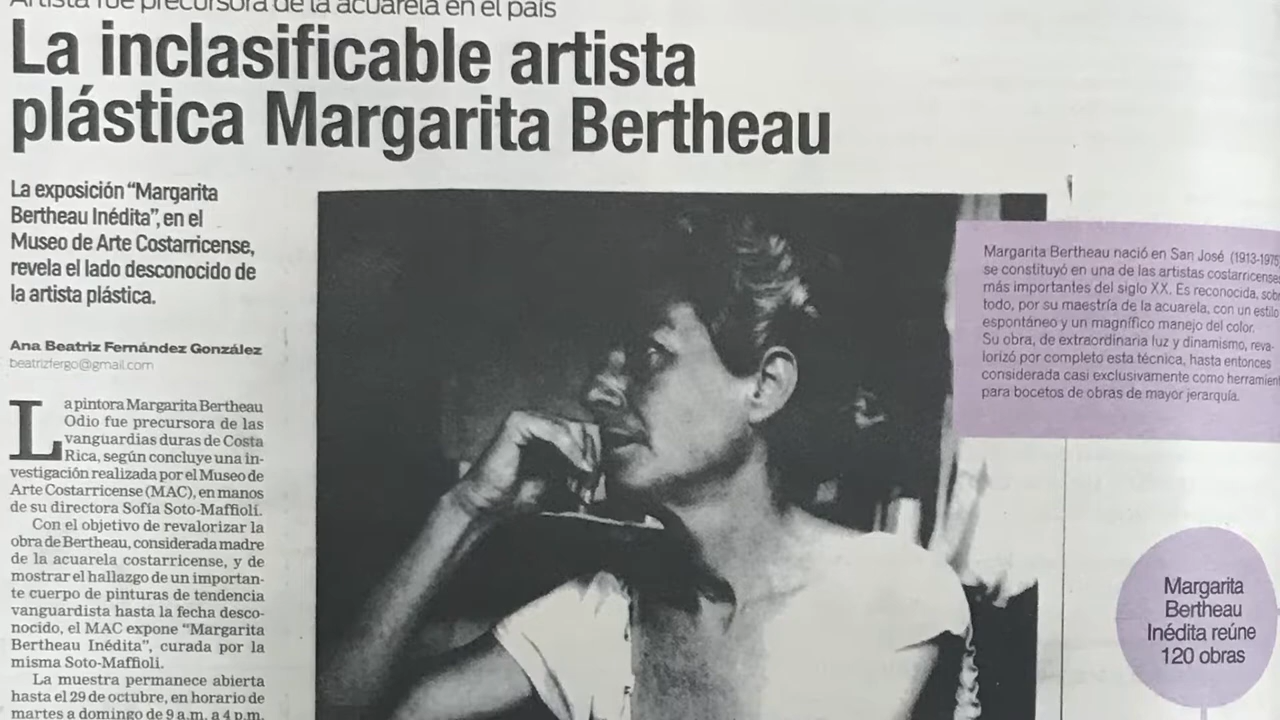 Artista fue precursora de la acuarela en el país
La inclasificable artista
plástica Margarita Bertheau
La exposición “Margarita
Bertheau Inédita”, en el
Museo de Arte Costarricense,
revela el lado desconocido de
la artista plástica.
Ana Beatriz Fernández González
beatrizfergo@gmail.com
La pintora Margarita Bertheau
Odio fue precursora de las
vanguardias duras de Costa
Rica, según concluye una in-
vestigación realizada por el Museo de
Arte Costarricense (MAC), en manos
de su directora Sofía Soto-Maffioli.
Con el objetivo de revalorizar la
obra de Bertheau, considerada madre
de la acuarela costarricense, y de
mostrar el hallazgo de un importan-
te cuerpo de pinturas de tendencia
vanguardista hasta la fecha desco-
nocido, el MAC expone “Margarita
Bertheau Inédita”, curada por la
misma Soto-Maffioli.
La muestra permanece abierta
hasta el 29 de octubre, en horario de
martes a domingo de 9 a.m. a 4 p.m.
Margarita Bertheau nació en San José (1913-1975
se constituyó en una de las artistas costarricenses
más importantes del siglo XX. Es reconocida, sob
todo, por su maestría de la acuarela, con un estilo
espontáneo y un magnífico manejo del color.
Su obra, de extraordinaria luz y dinamismo, reva-
lorizó por completo esta técnica, hasta entonces
considerada casi exclusivamente como herramien
para bocetos de obras de mayor jerarquía.
Margarita
Bertheau
Inédita reúne
120 obras